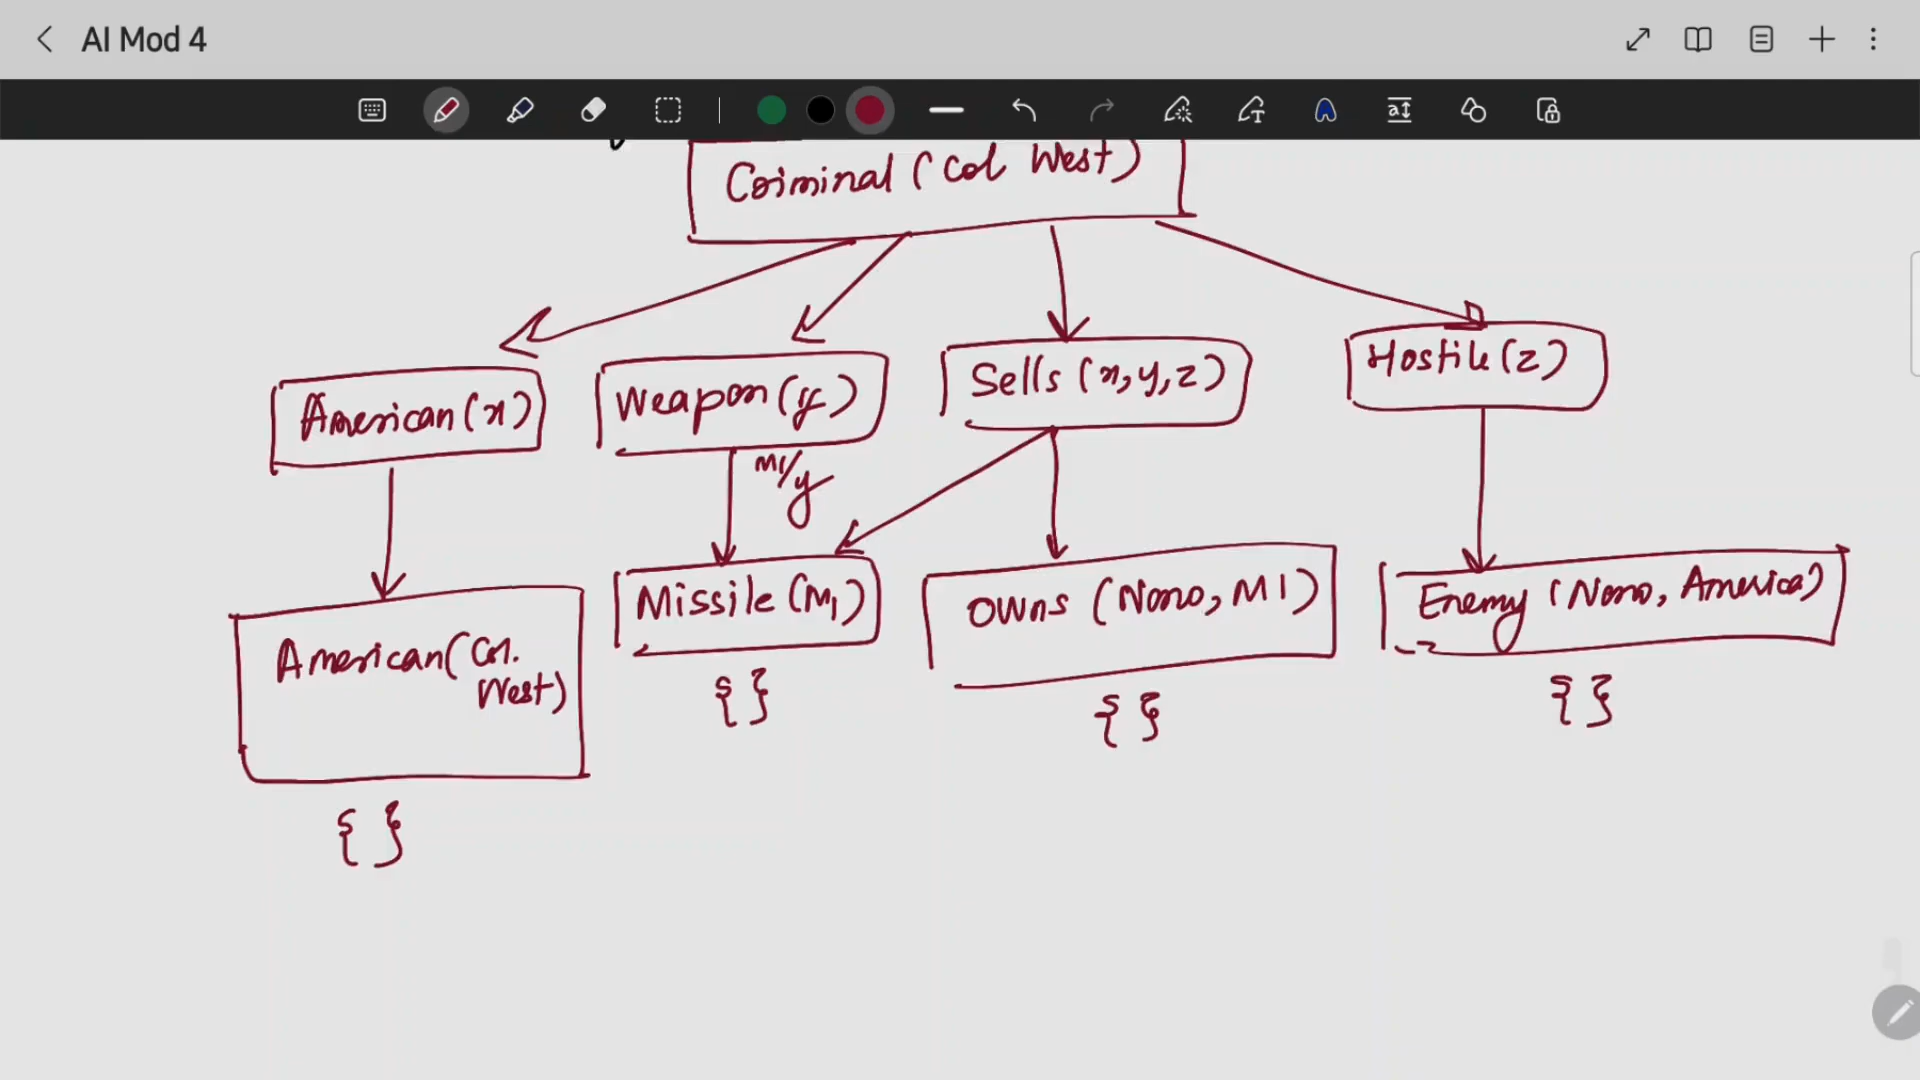 AI Mod 4
Criminal (Col West)
American(x)
Weapon(y)
Sells (x,y,z)
Hostile(z)
M1/y
American(Col.
West)
Missile(M1)
Owns (Nono, M1)
Enemy (Nono, America)
{ }
{ }
{ }
{ }